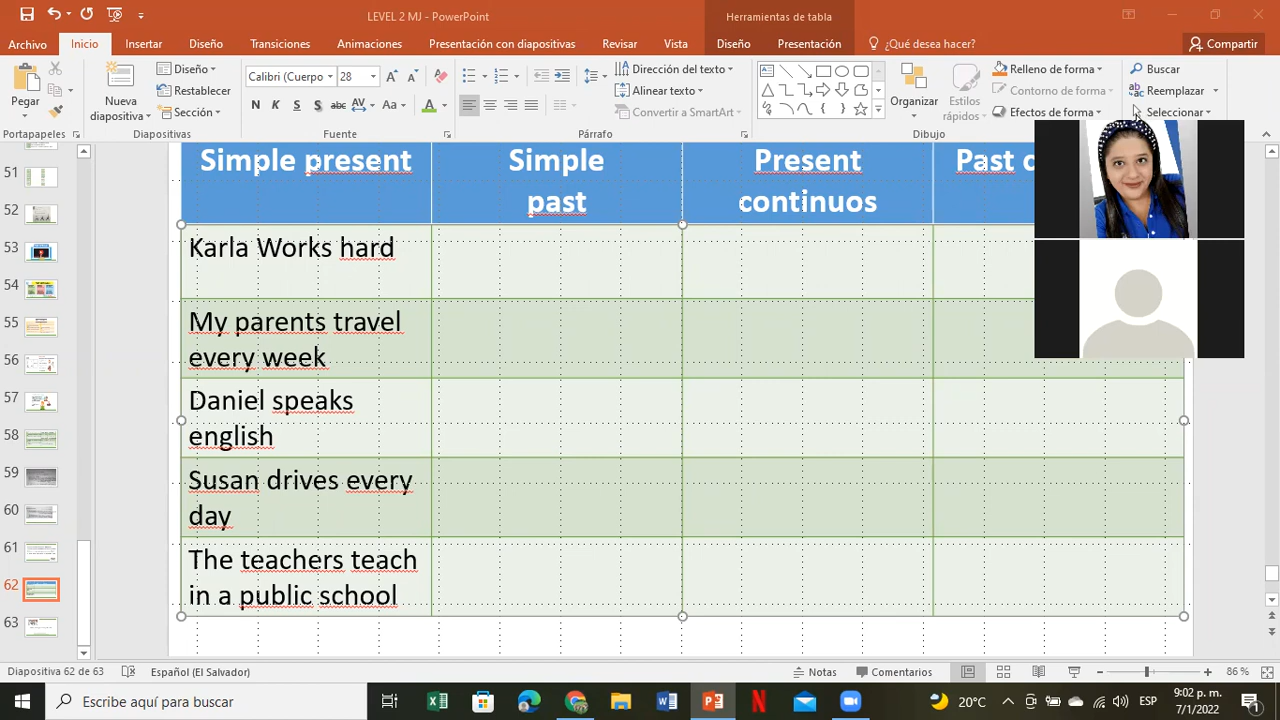 LEVEL 2 MJ - PowerPoint
Herramientas de tabla
Archivo Inicio Insertar Diseño Transiciones Animaciones Presentación con diapositivas Revisar Vista Diseño Presentación ¿Qué desea hacer? Compartir
Pegar
Nueva
diapositiva
Diseño
Restablecer
Sección
Calibri (Cuerpo 28
N K S S abc AV Aa A
Dirección del texto
Alinear texto
Convertir a SmartArt
Organizar
Estilos
rápidos
Relleno de forma
Contorno de forma
Efectos de forma
Buscar
Reemplazar
Seleccionar
Portapapeles Diapositivas Fuente Párrafo Dibujo
51
52
53
54
55
56
57
58
59
60
61
62
63
Simple present
Simple
past
Present
continuos
Past c
Karla Works hard
My parents travel
every week
Daniel speaks
english
Susan drives every
day
The teachers teach
in a public school
Diapositiva 62 de 63 Español (El Salvador) Notas Comentarios 86 %
Escribe aquí para buscar
20°C
ESP
9:02 p. m.
7/1/2022